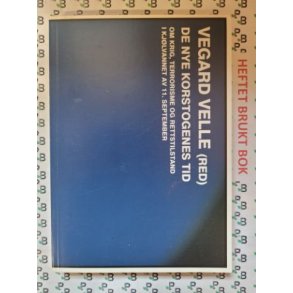 VEGARD VELLE (RED)
DE NYE KORSTOGENES TID
OM KRIG, TERRORISME OG RETTSTILSTAND
I KJØLVANNET AV 11. SEPTEMBER
HEFTET BRUKT BOK